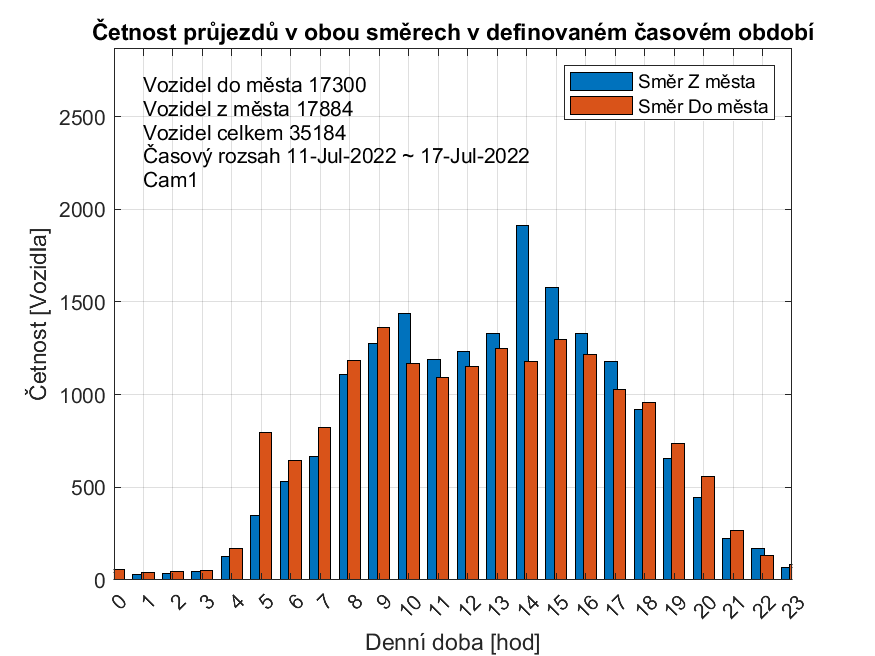 Četnost průjezdů v obou směrech v definovaném časovém období
Vozidel do města 17300
Vozidel z města 17884
Vozidel celkem 35184
Časový rozsah 11-Jul-2022 ~ 17-Jul-2022
Cam1
Směr Z města
Směr Do města
Četnost [Vozidla]
2500
2000
1500
1000
500
0
0 1 2 3 4 5 6 7 8 9 10 11 12 13 14 15 16 17 18 19 20 21 22 23
Denní doba [hod]